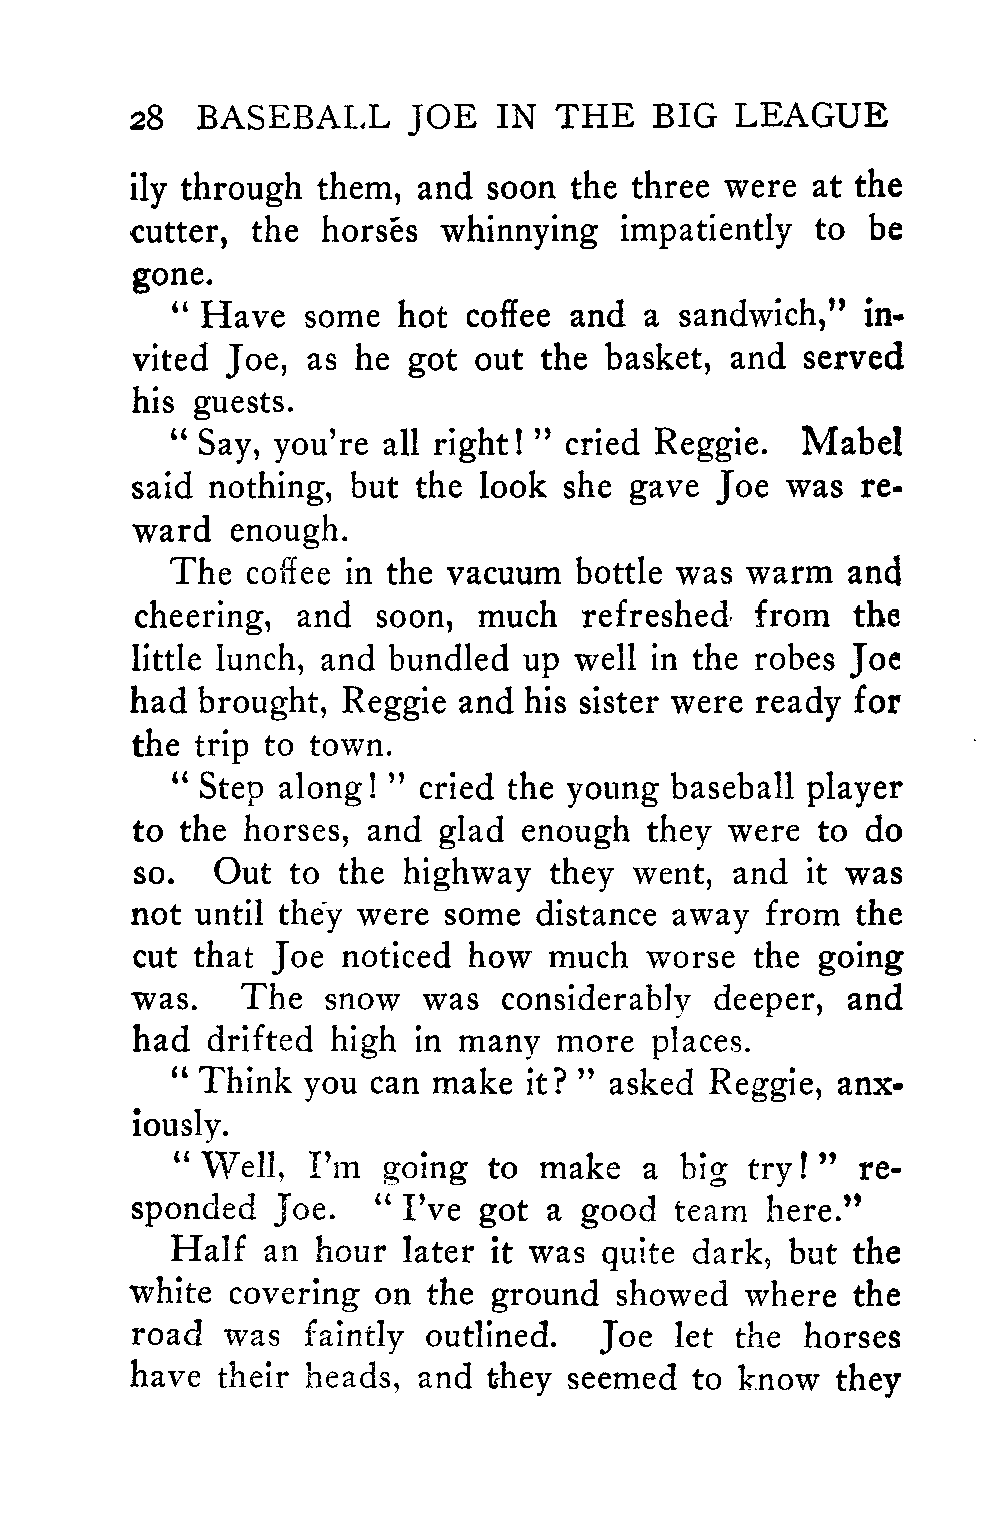 28 BASEBALL JOE IN THE BIG LEAGUE
ily through them, and soon the three were at the
cutter, the horses whinnying impatiently to be
gone.
" Have some hot coffee and a sandwich," in-
vited Joe, as he got out the basket, and served
his guests.
" Say, you're all right! " cried Reggie. Mabel
said nothing, but the look she gave Joe was re-
ward enough.
The coffee in the vacuum bottle was warm and
cheering, and soon, much refreshed from the
little lunch, and bundled up well in the robes Joe
had brought, Reggie and his sister were ready for
the trip to town.
" Step along! " cried the young baseball player
to the horses, and glad enough they were to do
so. Out to the highway they went, and it was
not until they were some distance away from the
cut that Joe noticed how much worse the going
was. The snow was considerably deeper, and
had drifted high in many more places.
" Think you can make it? " asked Reggie, anx-
iously.
" Well, I'm going to make a big try! " re-
sponded Joe. " I've got a good team here."
Half an hour later it was quite dark, but the
white covering on the ground showed where the
road was faintly outlined. Joe let the horses
have their heads, and they seemed to know they